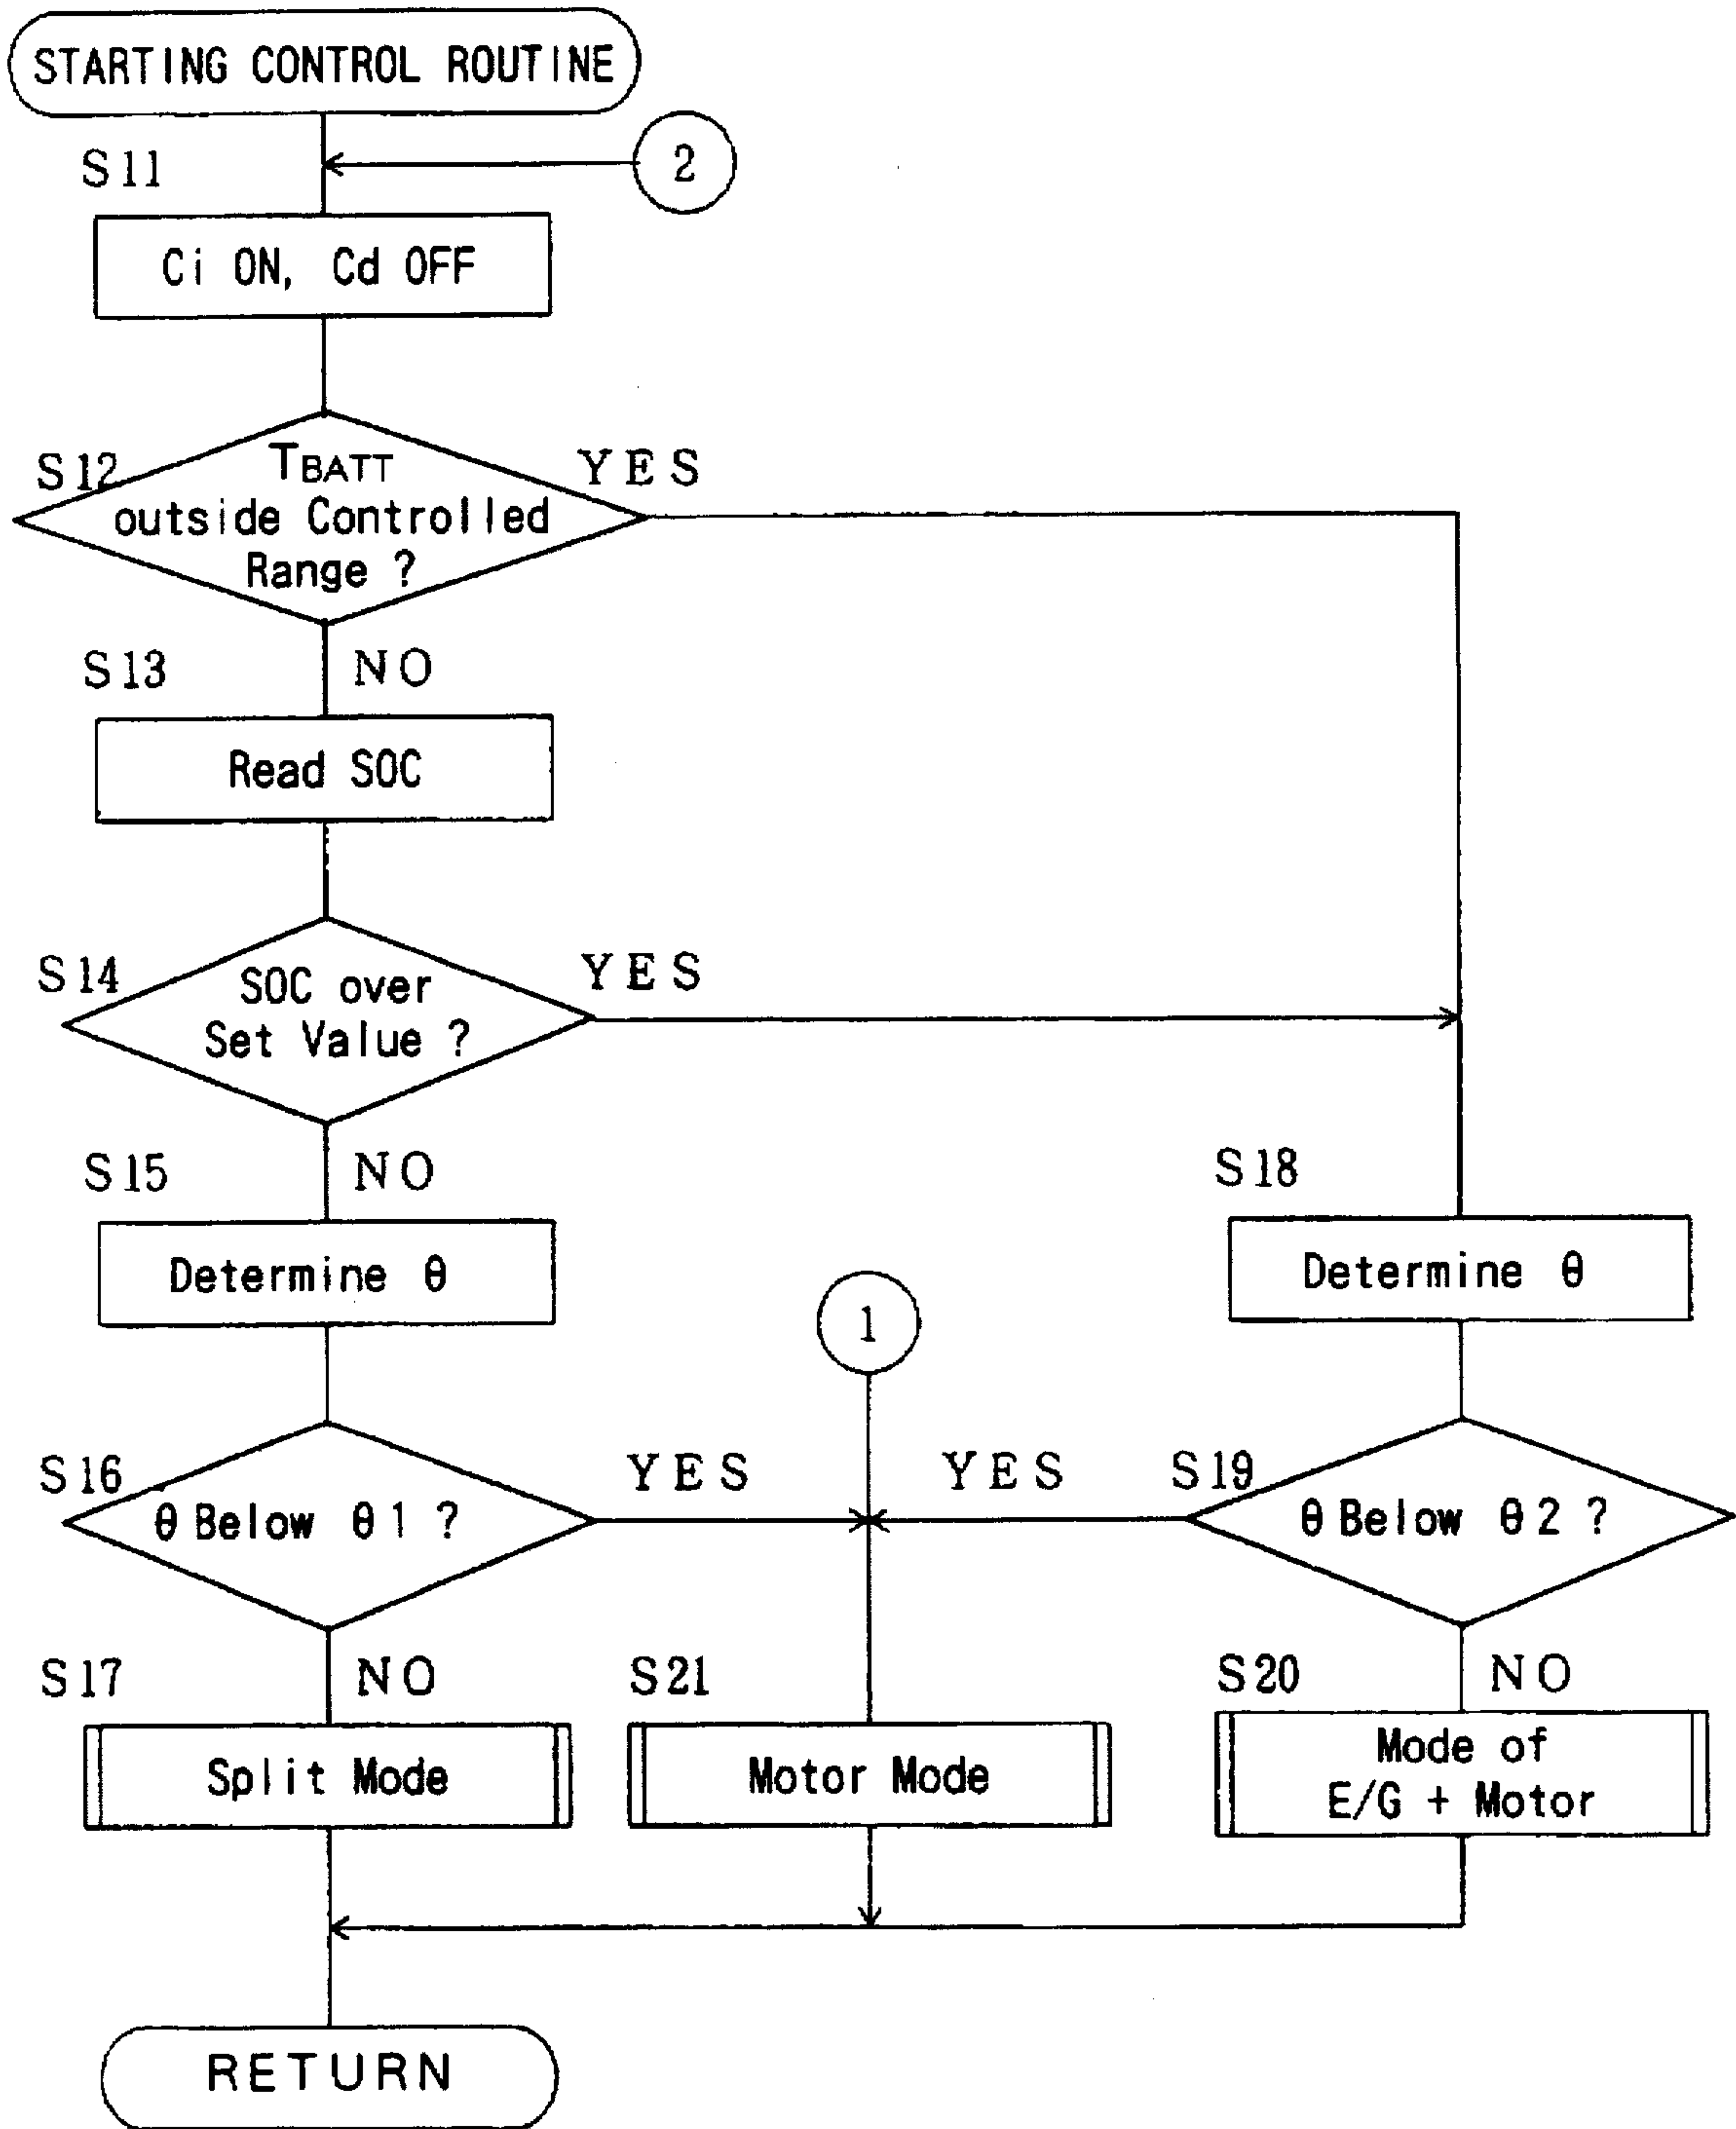 STARTING CONTROL ROUTINE
2
S11
Ci ON, Cd OFF
S12
TBATT
outside Controlled
Range ?
YES
S13
NO
Read SOC
S14
SOC over
Set Value ?
YES
S15
NO
Determine θ
S18
Determine θ
1
S16
θ Below θ1 ?
YES
YES
S19
θ Below θ2 ?
S17
NO
Split Mode
S21
Motor Mode
S20
NO
Mode of
E/G + Motor
RETURN